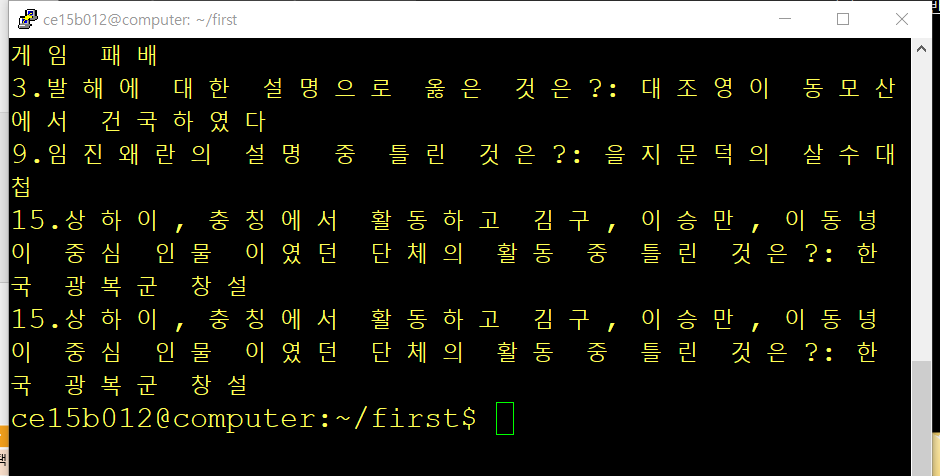 ce15b012@computer: ~/first
게임 패배
3.발해에 대한 설명으로 옳은 것은?: 대조영이 동모산
에서 건국하였다
9.임진왜란의 설명 중 틀린 것은?: 을지문덕의 살수대
첩
15.상하이, 충칭에서 활동하고 김구, 이승만, 이동녕
이 중심 인물 이였던 단체의 활동 중 틀린 것은?: 한
국 광복군 창설
15.상하이, 충칭에서 활동하고 김구, 이승만, 이동녕
이 중심 인물 이였던 단체의 활동 중 틀린 것은?: 한
국 광복군 창설
ce15b012@computer:~/first$